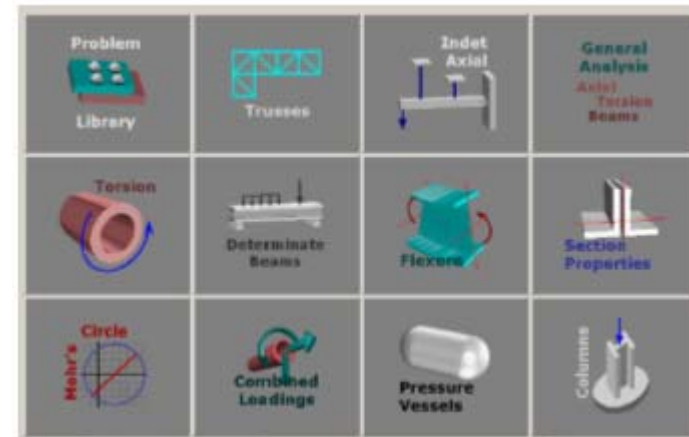 Problem
Library
Trusses
Indet
Axial
General
Analysis
Axial
Torsion
Beams
Torsion
Determinate
Beams
Flexure
Section
Properties
Mohr's
Circle
Combined
Loadings
Pressure
Vessels
Columns